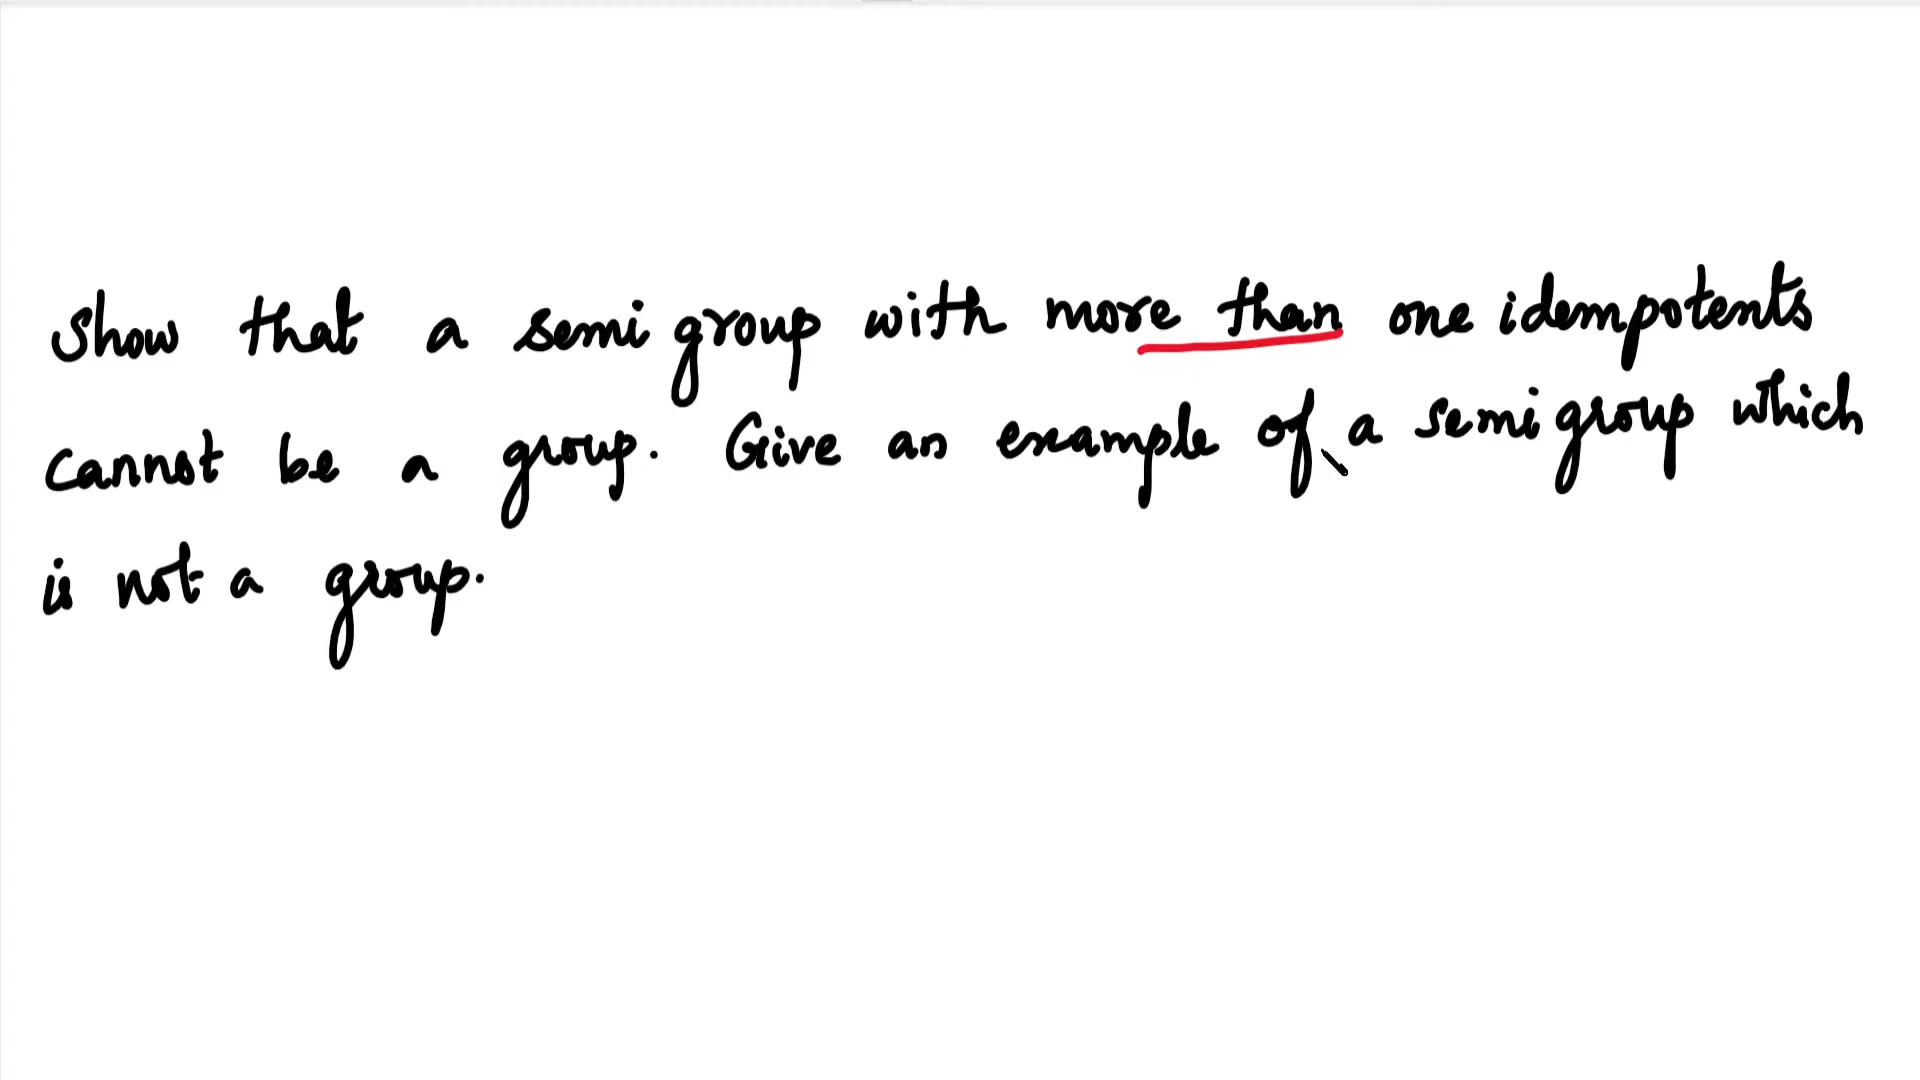 Show that a semi group with more than one idempotents
cannot be a group. Give an example of a semi group which
is not a group.